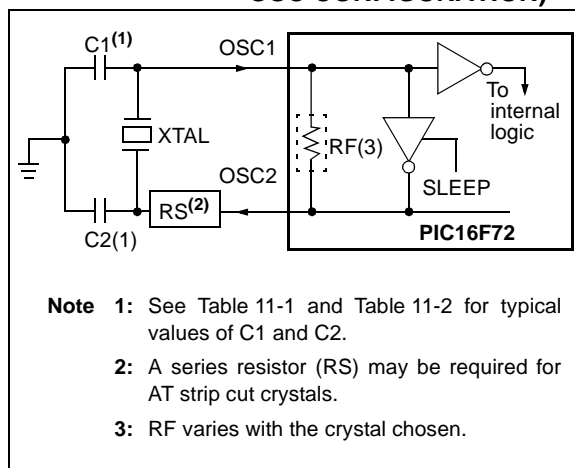 C1(1)
OSC1
To
internal
logic
XTAL
RF(3)
OSC2
SLEEP
RS(2)
C2(1)
PIC16F72
Note 1: See Table 11-1 and Table 11-2 for typical
values of C1 and C2.
2: A series resistor (RS) may be required for
AT strip cut crystals.
3: RF varies with the crystal chosen.